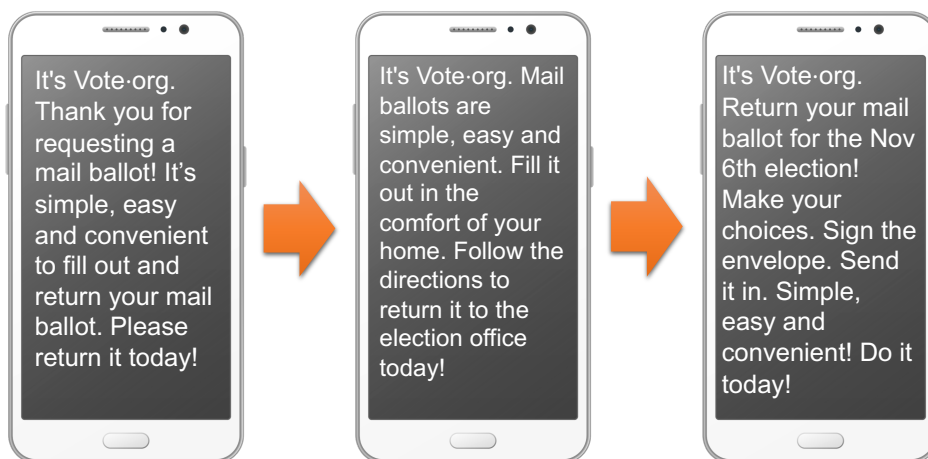 It's Vote·org.
Thank you for
requesting a
mail ballot! It’s
simple, easy
and convenient
to fill out and
return your mail
ballot. Please
return it today!
It's Vote·org. Mail
ballots are
simple, easy and
convenient. Fill it
out in the
comfort of your
home. Follow the
directions to
return it to the
election office
today!
It's Vote·org.
Return your mail
ballot for the Nov
6th election!
Make your
choices. Sign the
envelope. Send
it in. Simple,
easy and
convenient! Do it
today!